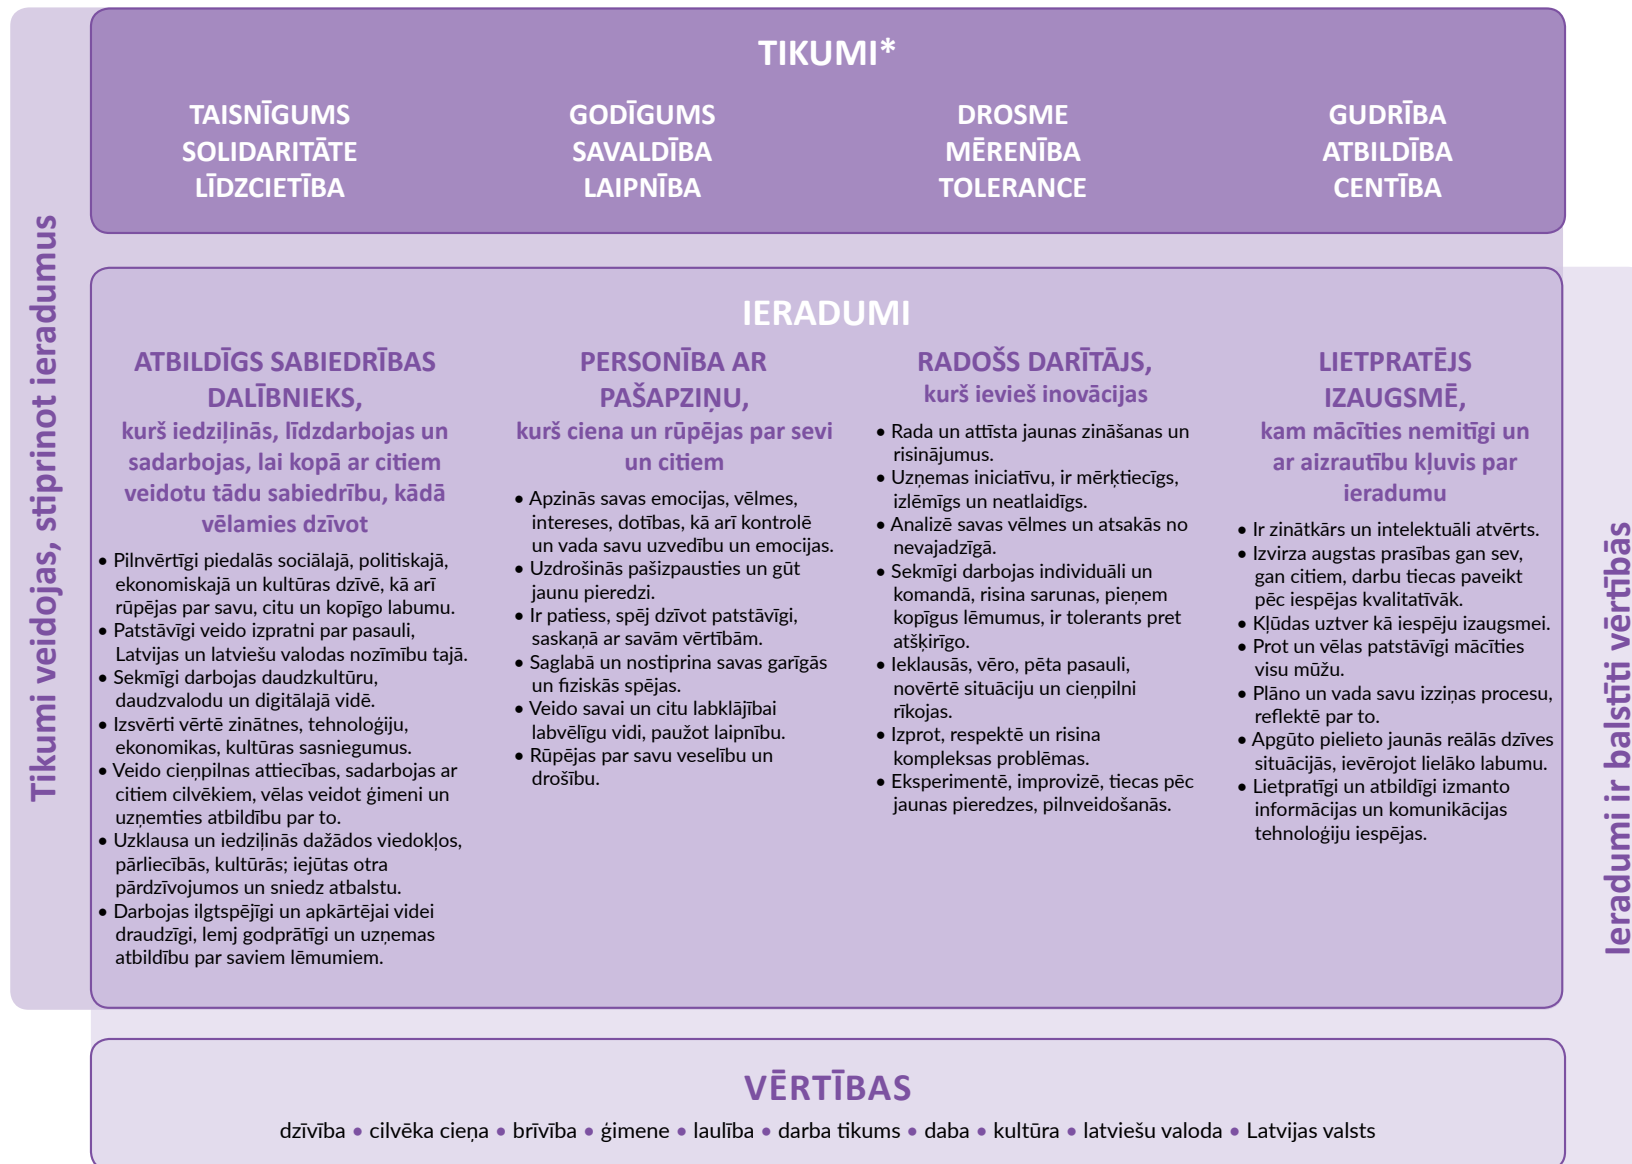 TIKUMI*
TAISNĪGUMS
SOLIDARITĀTE
LĪDZCIETĪBA
GODĪGUMS
SAVALDĪBA
LAIPNĪBA
DROSME
MĒRENĪBA
TOLERANCE
GUDRĪBA
ATBILDĪBA
CENTĪBA
Tikumi veidojas, stiprinot ieradumus
IERADUMI
ATBILDĪGS SABIEDRĪBAS
DALĪBNIEKS,
kurš iedziļinās, līdzdarbojas un
sadarbojas, lai kopā ar citiem
veidotu tādu sabiedrību, kādā
vēlamies dzīvot
• Pilnvērtīgi piedalās sociālajā, politiskajā,
ekonomiskajā un kultūras dzīvē, kā arī
rūpējas par savu, citu un kopīgo labumu.
• Patstāvīgi veido izpratni par pasauli,
Latvijas un latviešu valodas nozīmību tajā.
• Sekmīgi darbojas daudzkultūru,
daudzvalodu un digitālajā vidē.
• Izsvērti vērtē zinātnes, tehnoloģiju,
ekonomikas, kultūras sasniegumus.
• Veido cieņpilnas attiecības, sadarbojas ar
citiem cilvēkiem, vēlas veidot ģimeni un
uzņemties atbildību par to.
• Uzklausa un iedziļinās dažādos viedokļos,
pārliecībās, kultūrās; iejūtas otra
pārdzīvojumos un sniedz atbalstu.
• Darbojas ilgtspējīgi un apkārtējai videi
draudzīgi, lemj godprātīgi un uzņemas
atbildību par saviem lēmumiem.
PERSONĪBA AR
PAŠAPZIŅU,
kurš ciena un rūpējas par sevi
un citiem
• Apzinās savas emocijas, vēlmes,
intereses, dotības, kā arī kontrolē
un vada savu uzvedību un emocijas.
• Uzdrošinās pašizpausties un gūt
jaunu pieredzi.
• Ir patiess, spēj dzīvot patstāvīgi,
saskaņā ar savām vērtībām.
• Saglabā un nostiprina savas garīgās
un fiziskās spējas.
• Veido savai un citu labklājībai
labvēlīgu vidi, paužot laipnību.
• Rūpējas par savu veselību un
drošību.
RADOŠS DARĪTĀJS,
kurš ievieš inovācijas
• Rada un attīsta jaunas zināšanas un
risinājumus.
• Uzņemas iniciatīvu, ir mērķtiecīgs,
izlēmīgs un neatlaidīgs.
• Analizē savas vēlmes un atsakās no
nevajadzīgā.
• Sekmīgi darbojas individuāli un
komandā, risina sarunas, pieņem
kopīgus lēmumus, ir tolerants pret
atšķirīgo.
• Ieklausās, vēro, pēta pasauli,
novērtē situāciju un cieņpilni
rīkojas.
• Izprot, respektē un risina
kompleksas problēmas.
• Eksperimentē, improvizē, tiecas pēc
jaunas pieredzes, pilnveidošanās.
LIETPRATĒJS
IZAUGSMĒ,
kam mācīties nemitīgi un
ar aizrautību kļuvis par
ieradumu
• Ir zinātkārs un intelektuāli atvērts.
• Izvirza augstas prasības gan sev,
gan citiem, darbu tiecas paveikt
pēc iespējas kvalitatīvāk.
• Kļūdas uztver kā iespēju izaugsmei.
• Prot un vēlas patstāvīgi mācīties
visu mūžu.
• Plāno un vada savu izziņas procesu,
reflektē par to.
• Apgūto pielieto jaunās reālās dzīves
situācijās, ievērojot lielāko labumu.
• Lietpratīgi un atbildīgi izmanto
informācijas un komunikācijas
tehnoloģiju iespējas.
Ieradumi ir balstīti vērtībās
VĒRTĪBAS
dzīvība • cilvēka cieņa • brīvība • ģimene • laulība • darba tikums • daba • kultūra • latviešu valoda • Latvijas valsts